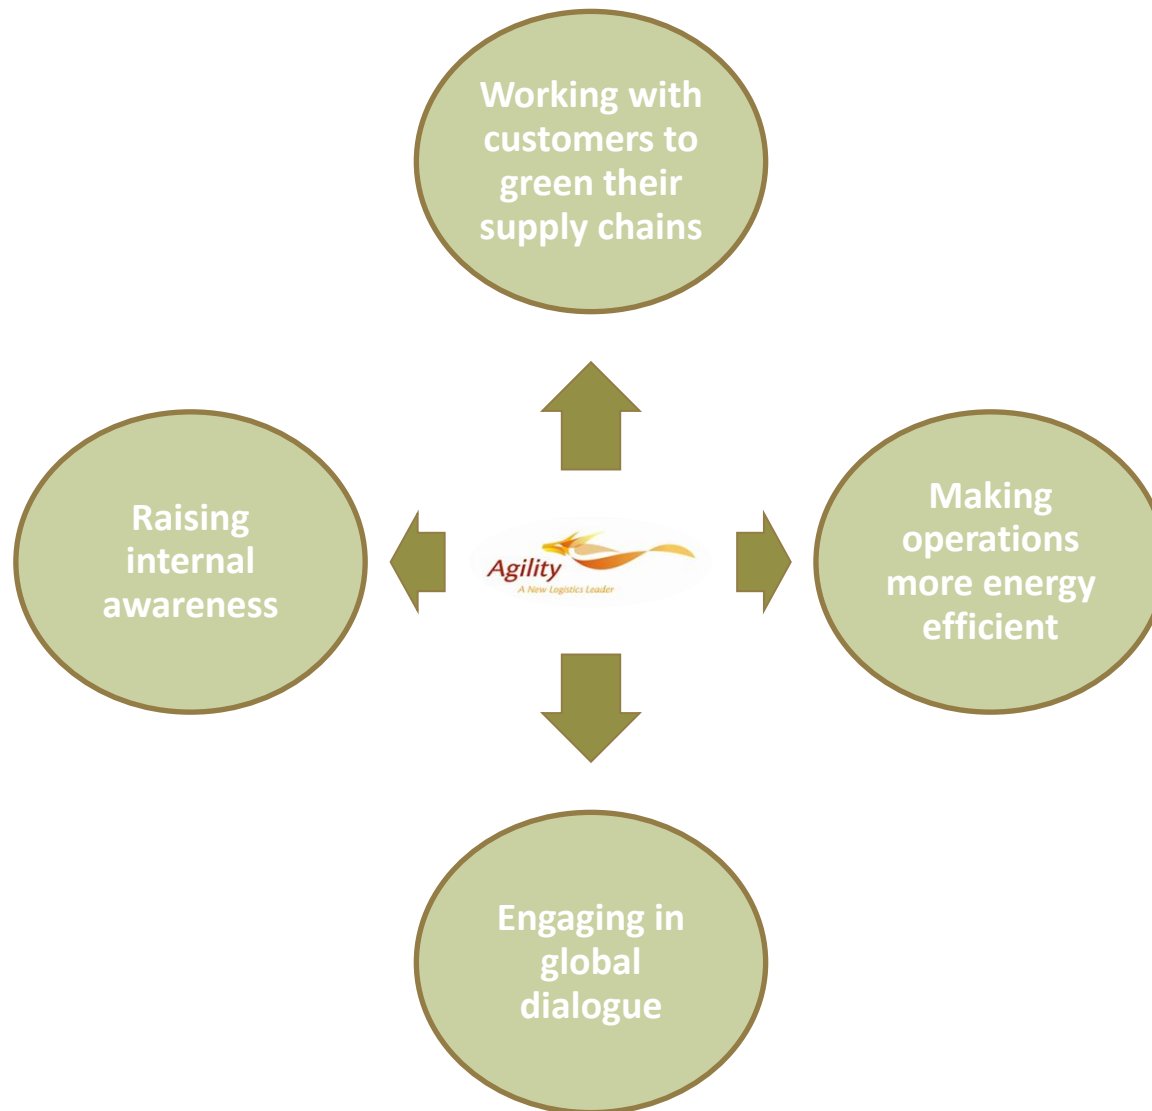 Working with
customers to
green their
supply chains
Raising
internal
awareness
Agility
A New Logistics Leader
Making
operations
more energy
efficient
Engaging in
global
dialogue